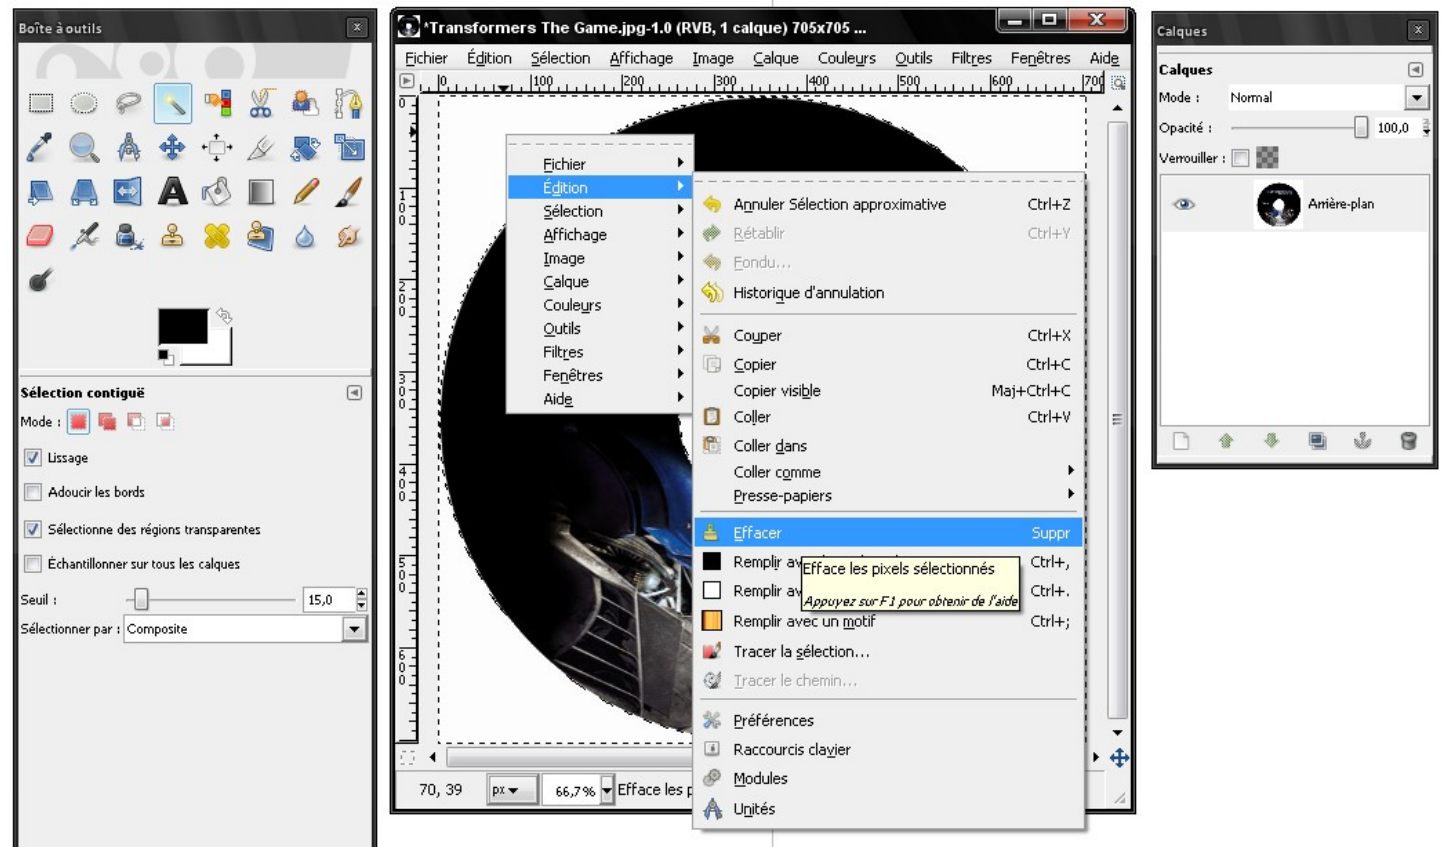 Boîte à outils
Sélection contiguë
Mode :
Lissage
Adoucir les bords
Sélectionne des régions transparentes
Échantillonner sur tous les calques
Seuil :
15,0
Sélectionner par : Composite
*Transformers The Game.jpg-1.0 (RVB, 1 calque) 705x705 ...
Fichier Édition Sélection Affichage Image Calque Couleurs Outils Filtres Fenêtres Aide
0 100 200 300 400 500 600 700
0
100
200
300
400
500
600
Fichier
Édition
Sélection
Affichage
Image
Calque
Couleurs
Outils
Filtres
Fenêtres
Aide
Annuler Sélection approximative Ctrl+Z
Rétablir Ctrl+Y
Fondu...
Historique d'annulation
Couper Ctrl+X
Copier Ctrl+C
Copier visible Maj+Ctrl+C
Coller Ctrl+V
Coller dans
Coller comme
Presse-papiers
Effacer Suppr
Remplir Ctrl+,
Remplir Ctrl+.
Remplir avec un motif Ctrl+;
Efface les pixels sélectionnés
Appuyez sur F1 pour obtenir de l'aide
Tracer la sélection...
Tracer le chemin...
Préférences
Raccourcis clavier
Modules
Unités
70, 39 px 66,7% Efface les p
Calques
Calques
Mode : Normal
Opacité : 100,0
Verrouiller :
Arrière-plan